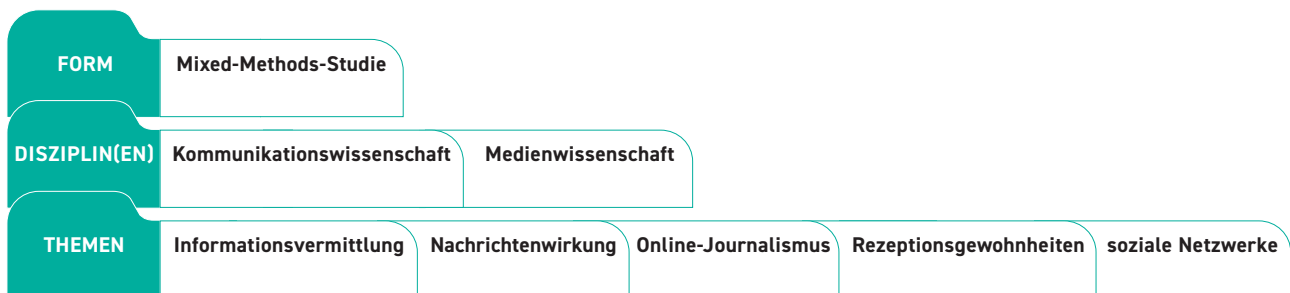 FORM Mixed-Methods-Studie
DISZIPLIN(EN) Kommunikationswissenschaft Medienwissenschaft
THEMEN Informationsvermittlung Nachrichtenwirkung Online-Journalismus Rezeptionsgewohnheiten soziale Netzwerke